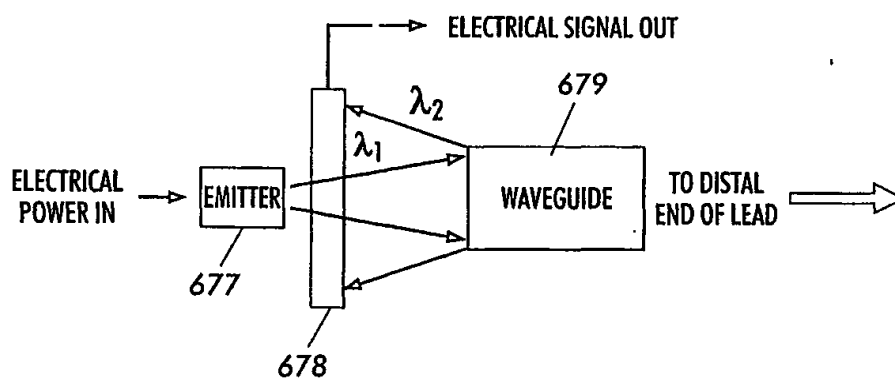 ELECTRICAL SIGNAL OUT
679
λ2
λ1
ELECTRICAL
POWER IN
EMITTER
WAVEGUIDE
TO DISTAL
END OF LEAD
677
678